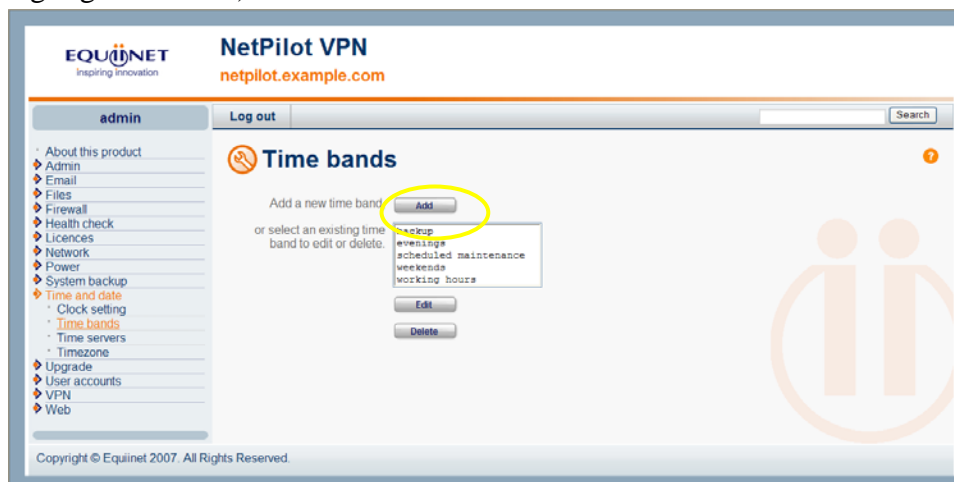 EQUiiNET
inspiring innovation
NetPilot VPN
netpilot.example.com
admin
Log out
Search
About this product
Admin
Email
Files
Firewall
Health check
Licences
Network
Power
System backup
Time and date
Clock setting
Time bands
Time servers
Timezone
Upgrade
User accounts
VPN
Web
Time bands
?
Add a new time band.
Add
or select an existing time
band to edit or delete.
backup
evenings
scheduled maintenance
weekends
working hours
Edit
Delete
ii
Copyright © Equiinet 2007. All Rights Reserved.